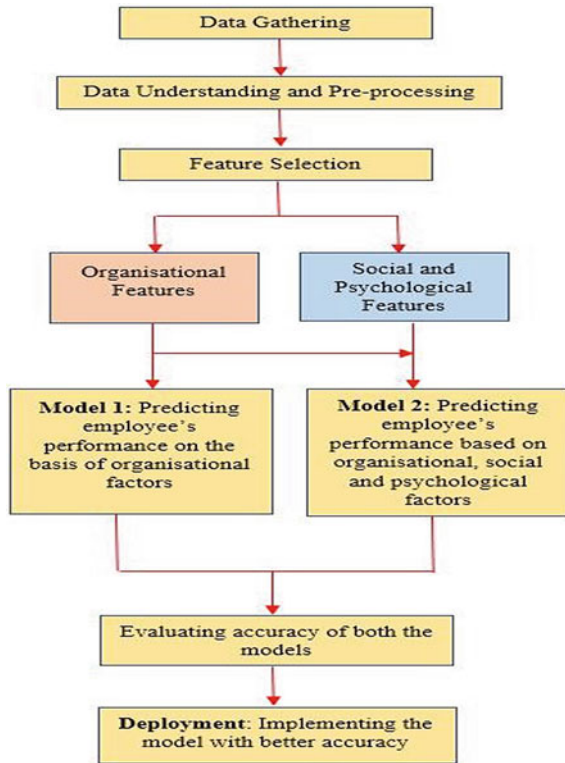 Data Gathering
Data Understanding and Pre-processing
Feature Selection
Organisational
Features
Social and
Psychological
Features
Model 1: Predicting
employee's
performance on the
basis of organisational
factors
Model 2: Predicting
employee's
performance based on
organisational, social
and psychological
factors
Evaluating accuracy of both the
models
Deployment: Implementing the
model with better accuracy